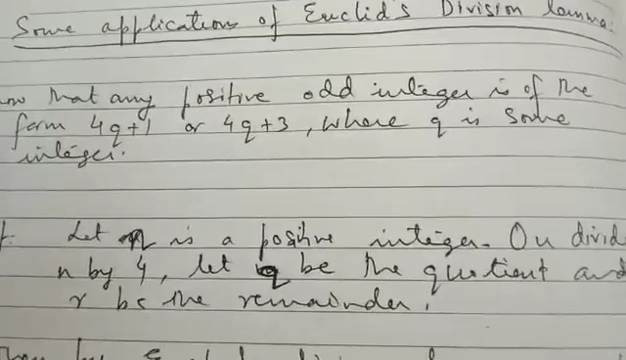 Some applications of Euclid's Division lemma.
ow that any positive odd integer is of the
form 4q+1 or 4q+3, where q is some
integer.
Let n is a positive integer. On divid
n by 4, let q be the quotient and
r be the remainder.